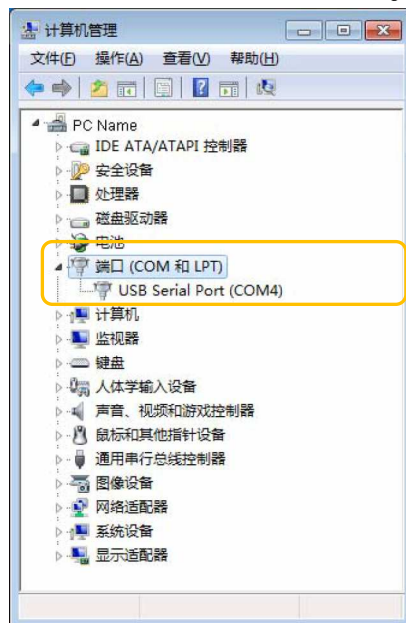 计算机管理
文件(F) 操作(A) 查看(V) 帮助(H)
PC Name
IDE ATA/ATAPI 控制器
安全设备
处理器
磁盘驱动器
电池
端口 (COM 和 LPT)
USB Serial Port (COM4)
计算机
监视器
键盘
人体学输入设备
声音、视频和游戏控制器
鼠标和其他指针设备
通用串行总线控制器
图像设备
网络适配器
系统设备
显示适配器